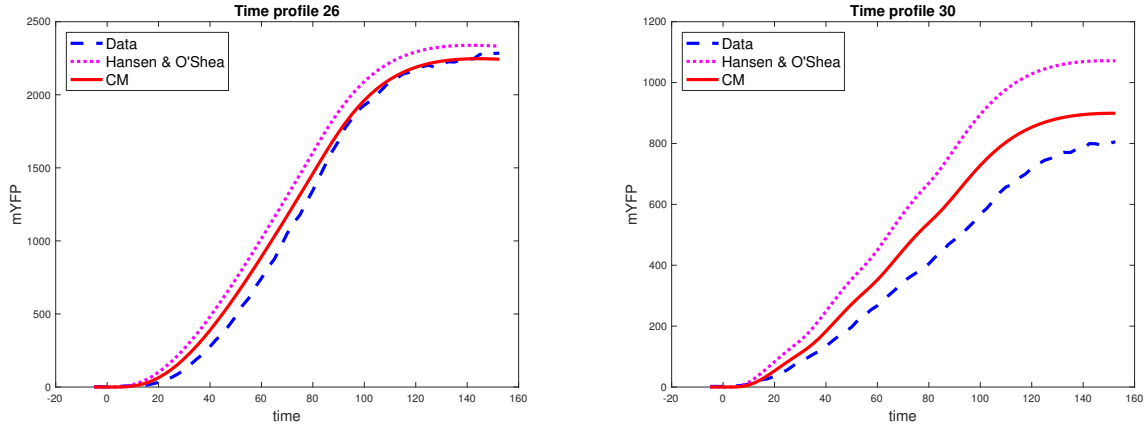 Time profile 26
2500
2000
1500
1000
500
0
mYFP
-20 0 20 40 60 80 100 120 140 160
time
Data
Hansen & O'Shea
CM
Time profile 30
1200
1000
800
600
400
200
0
mYFP
-20 0 20 40 60 80 100 120 140 160
time
Data
Hansen & O'Shea
CM